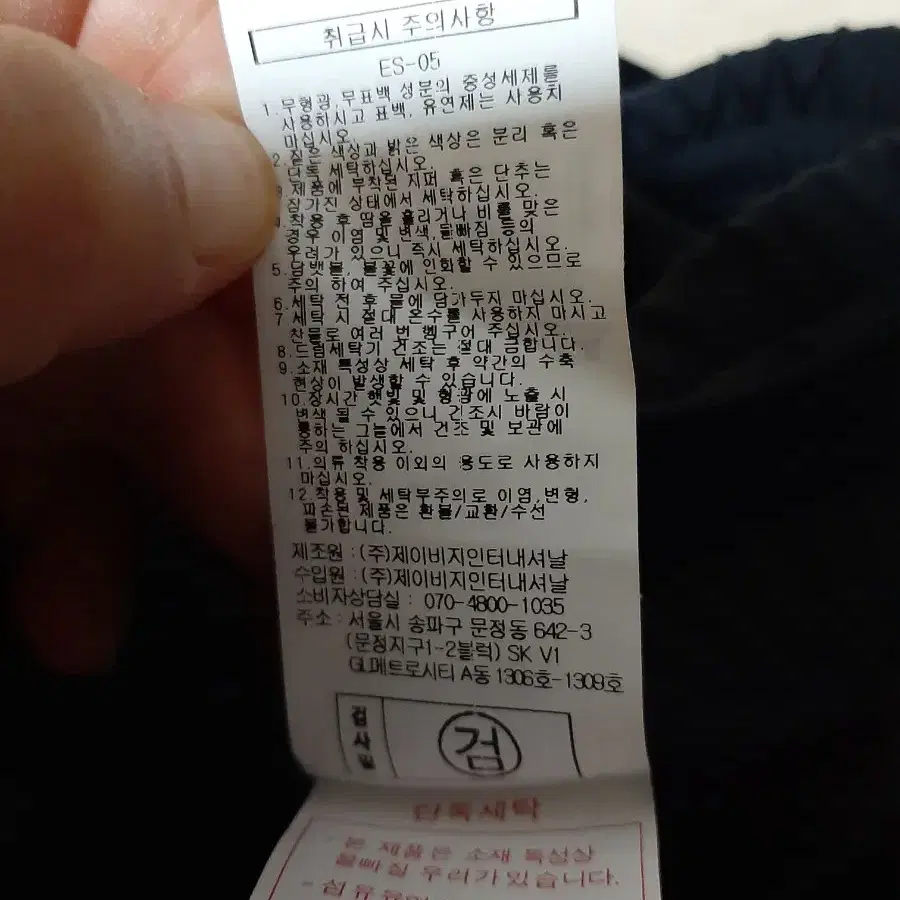 취급시 주의사항
ES-05
1.무형광,무표백 성분의 중성세제를
사용하시고 표백, 유연제는 사용치
마십시오.
2.짙은 색상과 밝은 색상은 분리 혹은
단독 세탁하십시오.
제품에 부착된 지퍼 혹은 단추는
잠가진 상태에서 세탁하십시오.
착용 후 땀을 흘리거나 비를 맞은
경우 이염 및 변색,물빠짐 등의
우려가 있으니 즉시 세탁하십시오.
5.담뱃불, 불꽃에 인화할 수 있으므로
주의 하여 주십시오.
6.세탁 전 후 물에 담가두지 마십시오.
7 세탁 시 절대 온수를 사용하지 마시고
찬물로 여러 번 헹구어 주십시오.
8.드럼세탁기 건조는 절대 금합니다.
9.소재 특성상 세탁 후 약간의 수축
현상이 발생할 수 있습니다.
10.장시간 햇빛 및 형광에 노출 시
변색 될 수 있으니 건조시 바람이
통하는 그늘에서 건조 및 보관에
주의 하십시오.
11.의류 착용 이외의 용도로 사용하지
마십시오.
12.착용 및 세탁부주의로 이염,변형,
파손된 제품은 환불/교환/수선
불가합니다.
제조원 : (주)제이비지인터내셔날
수입원 : (주)제이비지인터내셔날
소비자상담실 : 070-4800-1035
주소 : 서울시 송파구 문정동 642-3
(문정지구1-2블럭) SK V1
GL메트로시티 A동 1306호-1309호
검사필
검
단독세탁
· 본 제품은 소재 특성상
물빠질 우려가 있습니다.